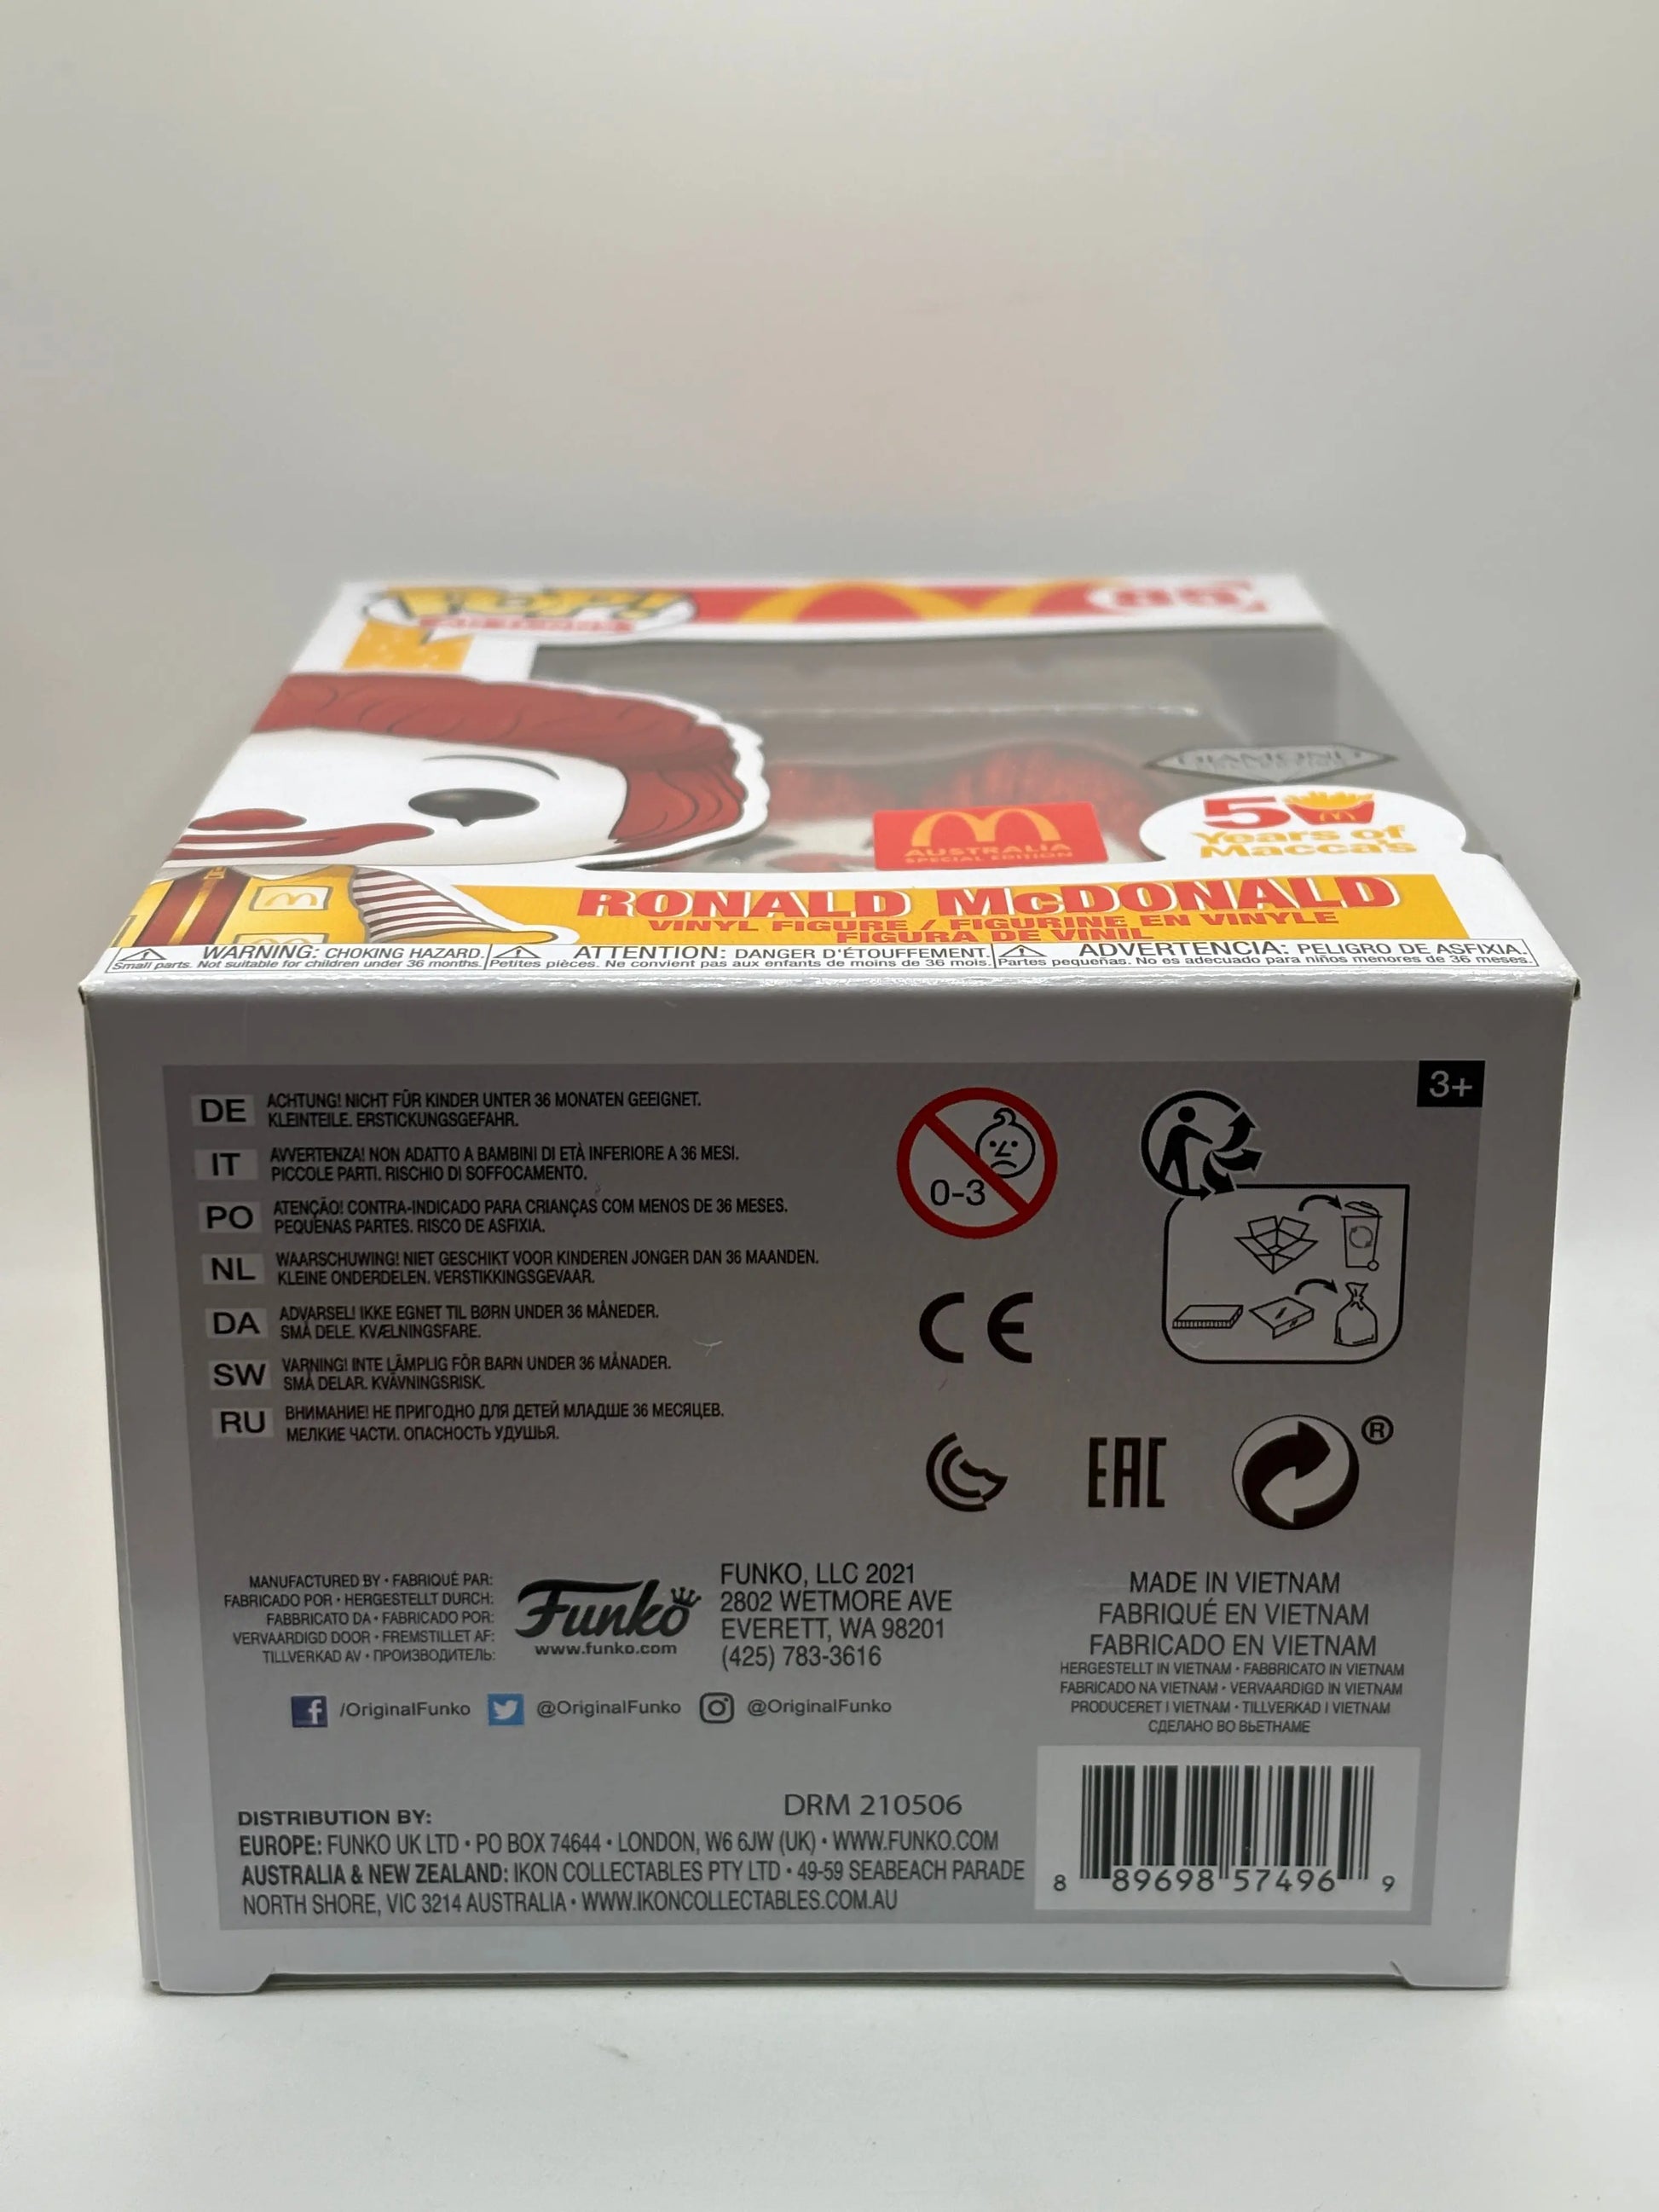 POP!
85
DIAMOND
50
Years of
Macca's
AUSTRALIA
SPECIAL EDITION
RONALD McDONALD
VINYL FIGURE / FIGURINE EN VINYLE
FIGURA DE VINIL
WARNING: CHOKING HAZARD.
Small parts. Not suitable for children under 36 months.
ATTENTION: DANGER D'ÉTOUFFEMENT.
Petites pièces. Ne convient pas aux enfants de moins de 36 mois.
ADVERTENCIA: PELIGRO DE ASFIXIA.
Partes pequeñas. No es adecuado para niños menores de 36 meses.
3+
DE ACHTUNG! NICHT FÜR KINDER UNTER 36 MONATEN GEEIGNET.
KLEINTEILE. ERSTICKUNGSGEFAHR.
IT AVVERTENZA! NON ADATTO A BAMBINI DI ETÀ INFERIORE A 36 MESI.
PICCOLE PARTI. RISCHIO DI SOFFOCAMENTO.
PO ATENÇÃO! CONTRA-INDICADO PARA CRIANÇAS COM MENOS DE 36 MESES.
PEQUENAS PARTES. RISCO DE ASFIXIA.
NL WAARSCHUWING! NIET GESCHIKT VOOR KINDEREN JONGER DAN 36 MAANDEN.
KLEINE ONDERDELEN. VERSTIKKINGSGEVAAR.
DA ADVARSEL! IKKE EGNET TIL BØRN UNDER 36 MÅNEDER.
SMÅ DELE. KVÆLNINGSFARE.
SW VARNING! INTE LÄMPLIG FÖR BARN UNDER 36 MÅNADER.
SMÅ DELAR. KVÄVNINGSRISK.
RU ВНИМАНИЕ! НЕ ПРИГОДНО ДЛЯ ДЕТЕЙ МЛАДШЕ 36 МЕСЯЦЕВ.
МЕЛКИЕ ЧАСТИ. ОПАСНОСТЬ УДУШЬЯ.
0-3
CE
EAC
®
MANUFACTURED BY • FABRIQUÉ PAR:
FABRICADO POR • HERGESTELLT DURCH:
FABBRICATO DA • FABRICADO POR:
VERVAARDIGD DOOR • FREMSTILLET AF:
TILLVERKAD AV • ПРОИЗВОДИТЕЛЬ:
Funko
www.funko.com
FUNKO, LLC 2021
2802 WETMORE AVE
EVERETT, WA 98201
(425) 783-3616
/OriginalFunko @OriginalFunko @OriginalFunko
MADE IN VIETNAM
FABRIQUÉ EN VIETNAM
FABRICADO EN VIETNAM
HERGESTELLT IN VIETNAM • FABBRICATO IN VIETNAM
FABRICADO NA VIETNAM • VERVAARDIGD IN VIETNAM
PRODUCERET I VIETNAM • TILLVERKAD I VIETNAM
СДЕЛАНО ВО ВЬЕТНАМЕ
DRM 210506
DISTRIBUTION BY:
EUROPE: FUNKO UK LTD • PO BOX 74644 • LONDON, W6 6JW (UK) • WWW.FUNKO.COM
AUSTRALIA & NEW ZEALAND: IKON COLLECTABLES PTY LTD • 49-59 SEABEACH PARADE
NORTH SHORE, VIC 3214 AUSTRALIA • WWW.IKONCOLLECTABLES.COM.AU
8 89698 57496 9